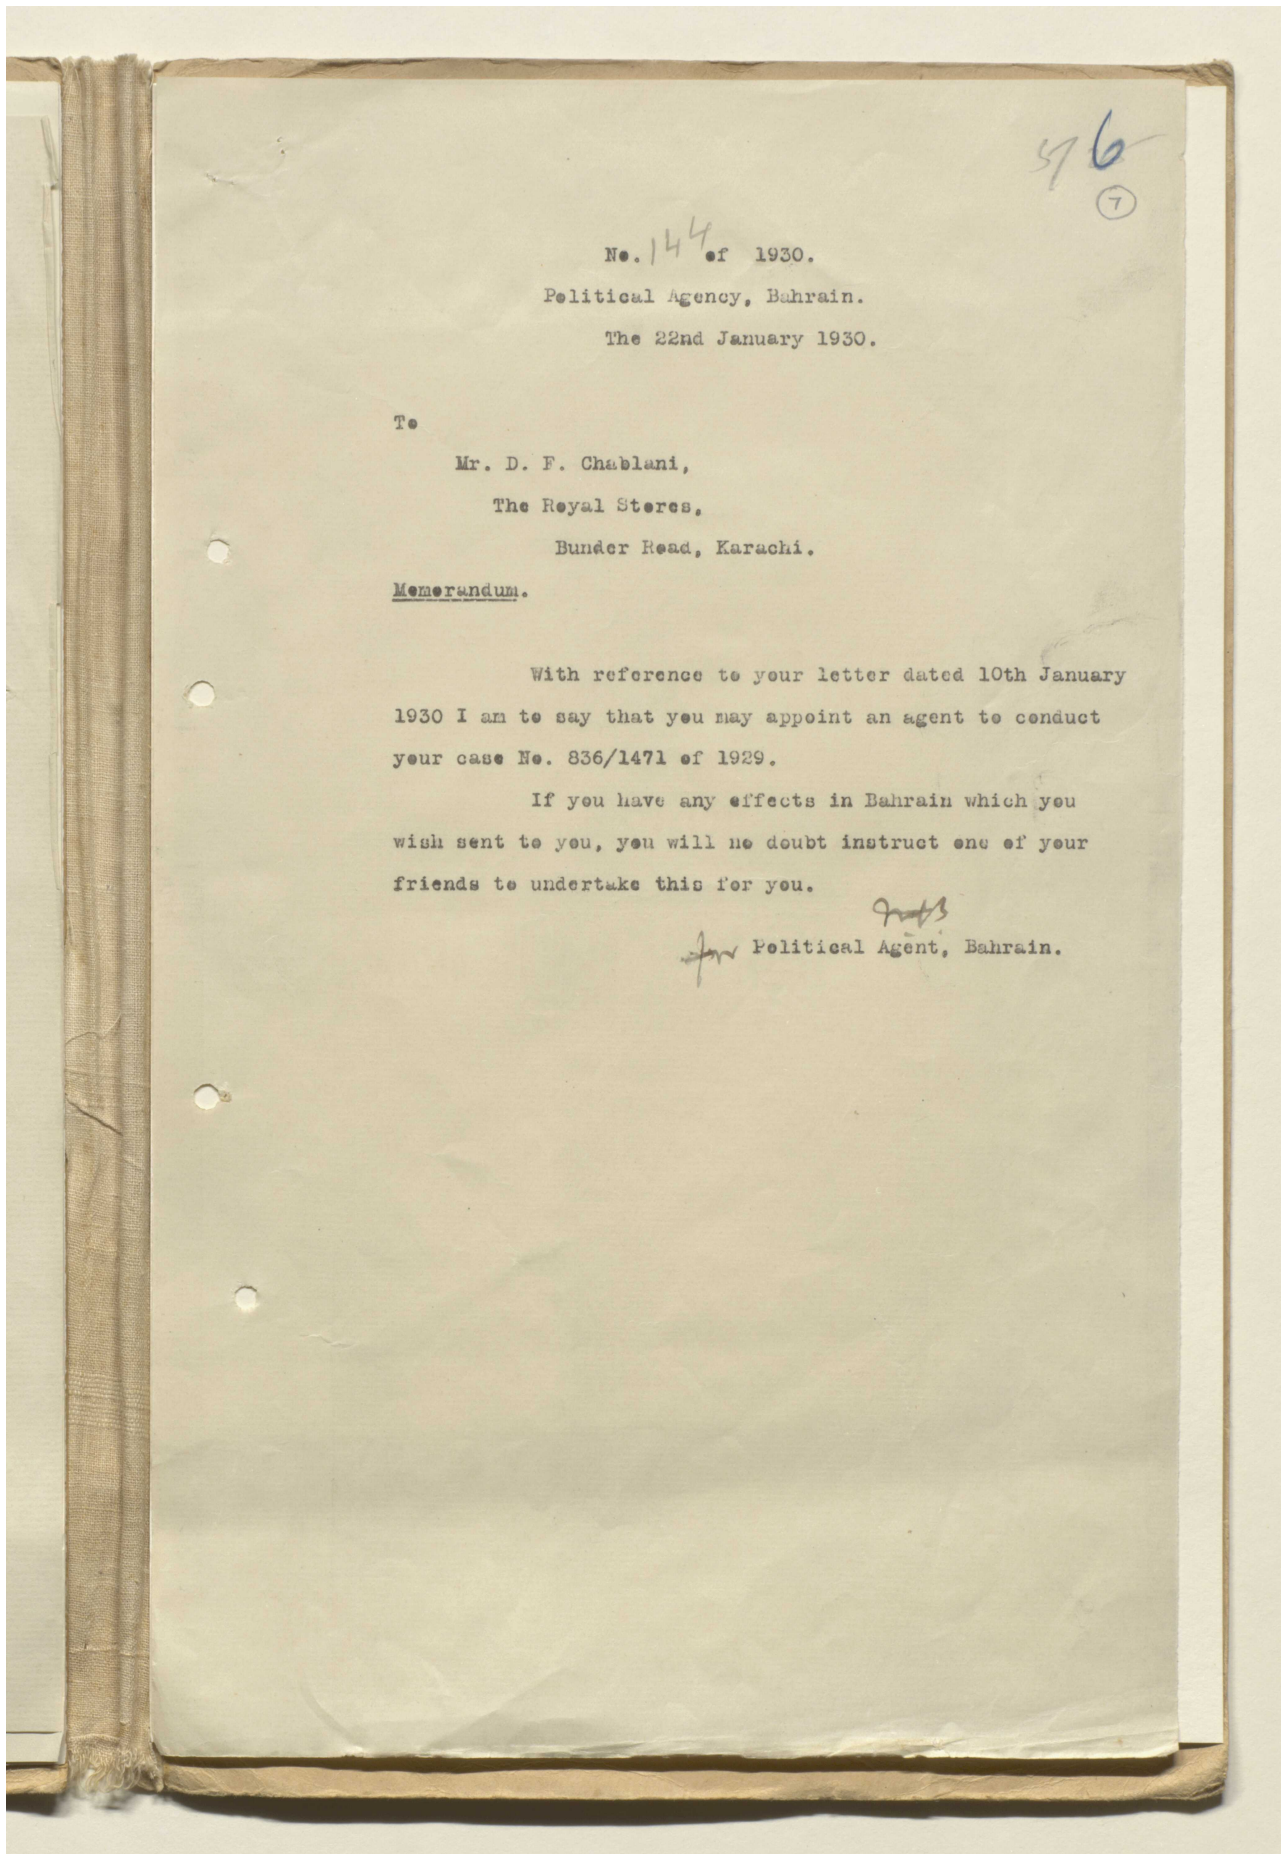 5/ 6
7
No. 144 of 1930.
Political Agency, Bahrain.
The 22nd January 1930.
To
Mr. D. F. Chablani,
The Royal Stores,
Bunder Road, Karachi.
Memorandum.
With reference to your letter dated 10th January
1930 I am to say that you may appoint an agent to conduct
your case No. 836/1471 of 1929.
If you have any effects in Bahrain which you
wish sent to you, you will no doubt instruct one of your
friends to undertake this for you.
for Political Agent, Bahrain.